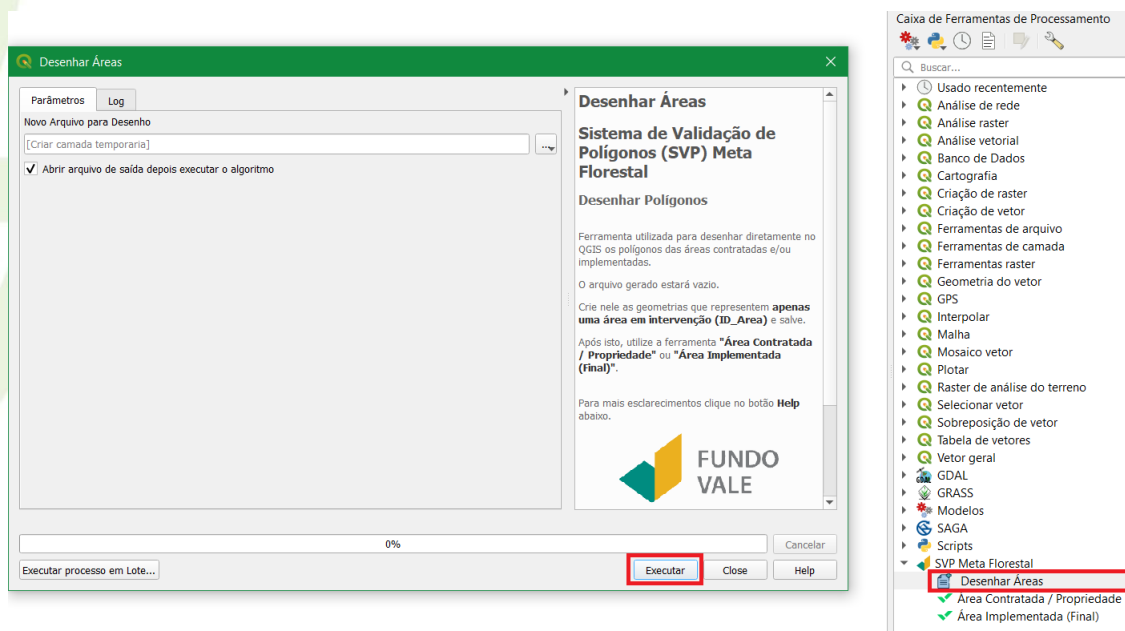 Desenhar Áreas
Parâmetros
Log
Novo Arquivo para Desenho
[Criar camada temporaria]
...
Abrir arquivo de saída depois executar o algoritmo
Desenhar Áreas
Sistema de Validação de
Polígonos (SVP) Meta
Florestal
Desenhar Polígonos
Ferramenta utilizada para desenhar diretamente no
QGIS os polígonos das áreas contratadas e/ou
implementadas.
O arquivo gerado estará vazio.
Crie nele as geometrias que representem apenas
uma área em intervenção (ID_Area) e salve.
Após isto, utilize a ferramenta "Área Contratada
/ Propriedade" ou "Área Implementada
(Final)".
Para mais esclarecimentos clique no botão Help
abaixo.
FUNDO
VALE
0%
Cancelar
Executar processo em Lote...
Executar
Close
Help
Caixa de Ferramentas de Processamento
Buscar...
Usado recentemente
Análise de rede
Análise raster
Análise vetorial
Banco de Dados
Cartografia
Criação de raster
Criação de vetor
Ferramentas de arquivo
Ferramentas de camada
Ferramentas raster
Geometria do vetor
GPS
Interpolar
Malha
Mosaico vetor
Plotar
Raster de análise do terreno
Selecionar vetor
Sobreposição de vetor
Tabela de vetores
Vetor geral
GDAL
GRASS
Modelos
SAGA
Scripts
SVP Meta Florestal
Desenhar Áreas
Área Contratada / Propriedade
Área Implementada (Final)